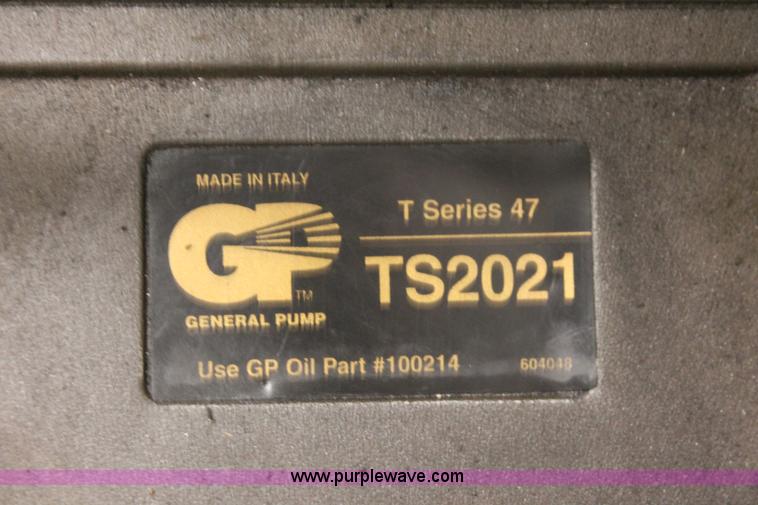 MADE IN ITALY
GP
TM
GENERAL PUMP
T Series 47
TS2021
Use GP Oil Part #100214
604048
www.purplewave.com